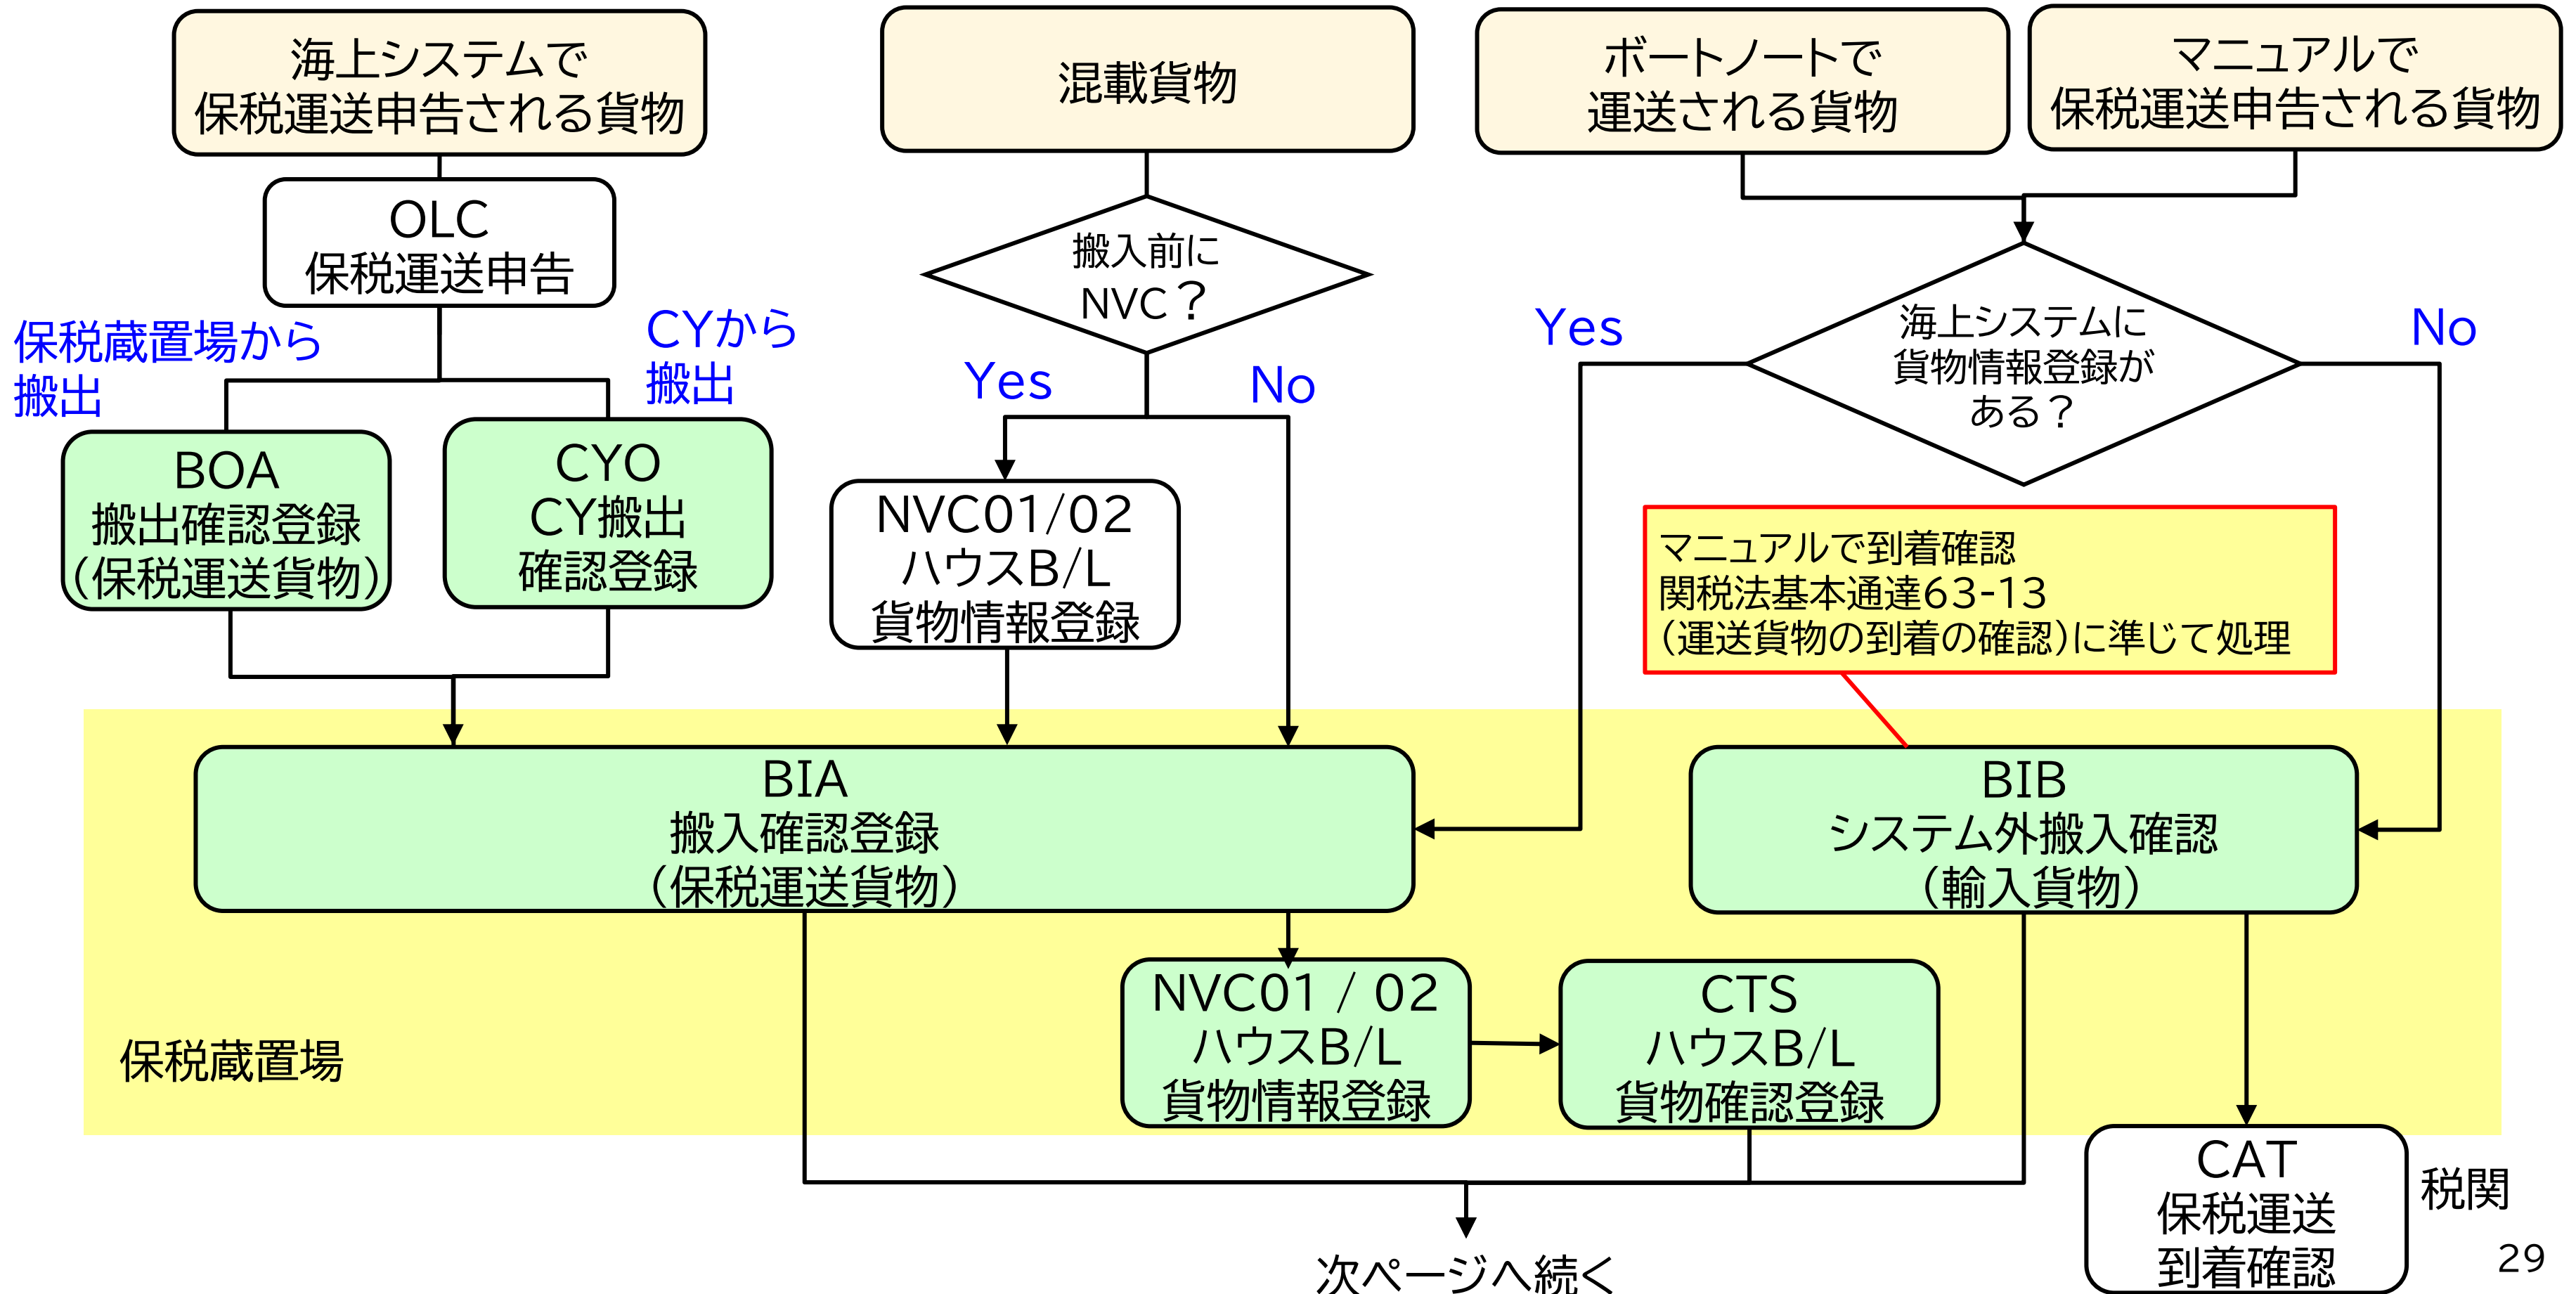 海上システムで
保税運送申告される貨物
混載貨物
ボートノートで
運送される貨物
マニュアルで
保税運送申告される貨物
OLC
保税運送申告
搬入前に
NVC？
海上システムに
貨物情報登録が
ある？
保税蔵置場から
搬出
CYから
搬出
Yes
No
Yes
No
BOA
搬出確認登録
（保税運送貨物）
CYO
CY搬出
確認登録
NVC01/02
ハウスB/L
貨物情報登録
マニュアルで到着確認
関税法基本通達63-13
（運送貨物の到着の確認）に準じて処理
BIA
搬入確認登録
（保税運送貨物）
BIB
システム外搬入確認
（輸入貨物）
保税蔵置場
NVC01 / 02
ハウスB/L
貨物情報登録
CTS
ハウスB/L
貨物確認登録
CAT
保税運送
到着確認
税関
次ページへ続く
29